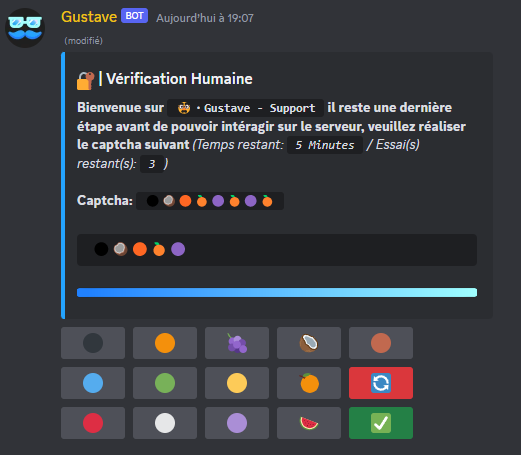 Gustave BOT Aujourd'hui à 19:07
(modifié)
🔐 | Vérification Humaine
Bienvenue sur • Gustave - Support il reste une dernière
étape avant de pouvoir intéragir sur le serveur, veuillez réaliser
le captcha suivant (Temps restant: 5 Minutes / Essai(s)
restant(s): 3 )
Captcha: ⚫🥥🟠🍊🟣🍊🟣🍊
⚫🥥🟠🍊🟣